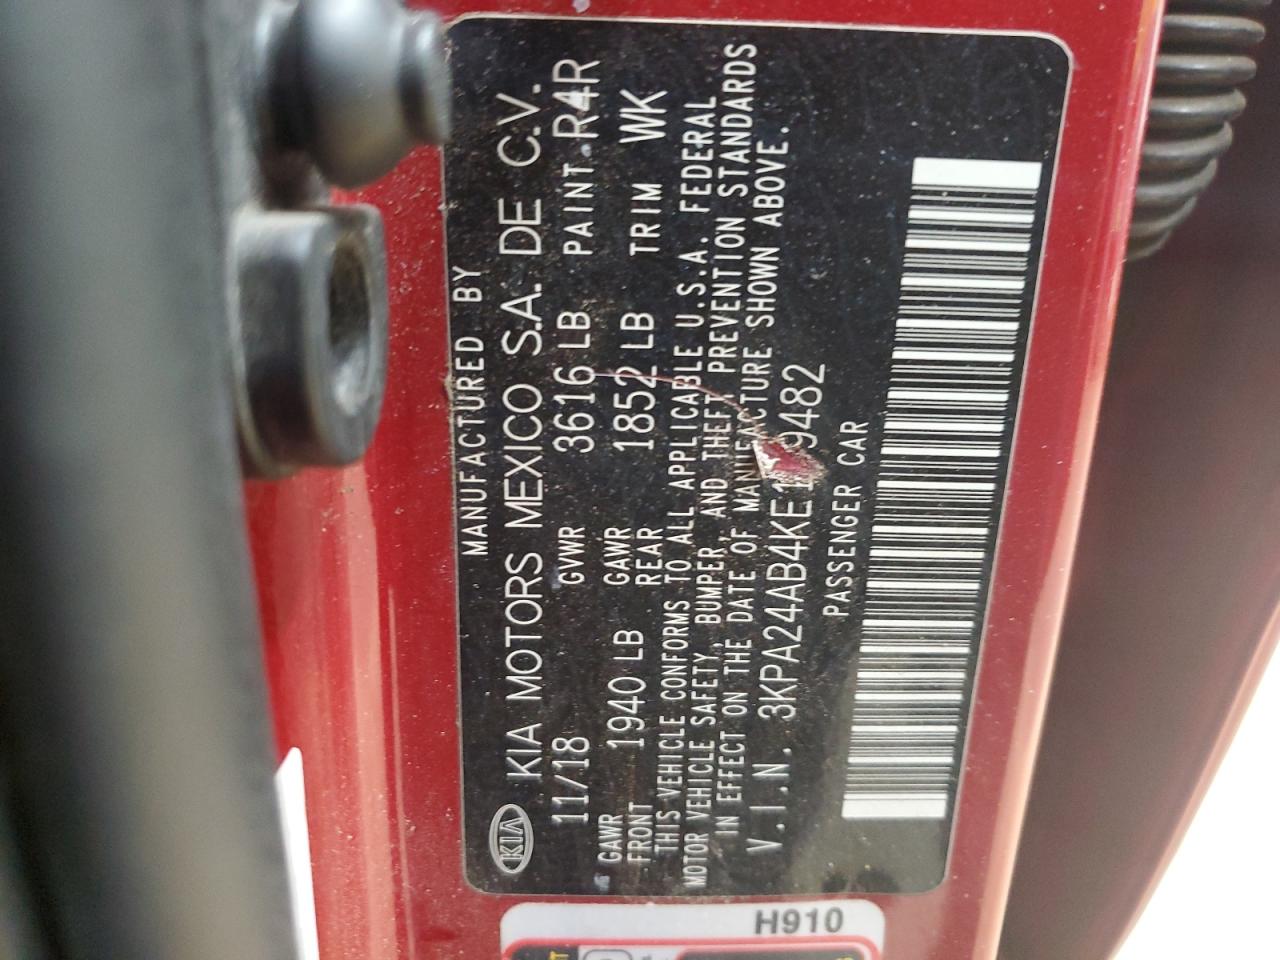 MANUFACTURED BY
KIA KIA MOTORS MEXICO S.A. DE C.V.
11/18 GVWR 3616 LB PAINT R4R
GAWR FRONT 1940 LB GAWR REAR 1852 LB TRIM WK
THIS VEHICLE CONFORMS TO ALL APPLICABLE U.S.A. FEDERAL
MOTOR VEHICLE SAFETY, BUMPER, AND THEFT PREVENTION STANDARDS
IN EFFECT ON THE DATE OF MANUFACTURE SHOWN ABOVE.
V.I.N.
PASSENGER CAR
H910